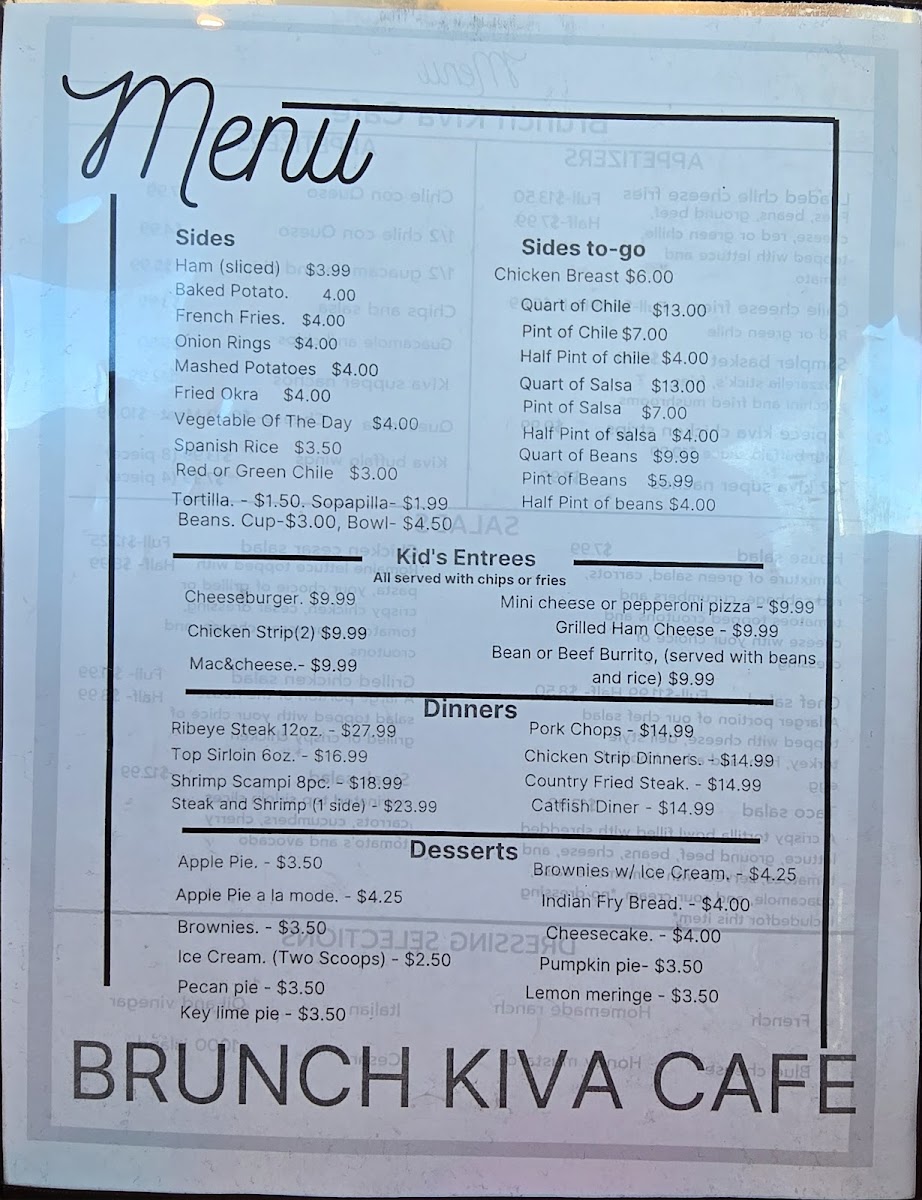 Menu
Sides
Ham (sliced) $3.99
Baked Potato. 4.00
French Fries. $4.00
Onion Rings $4.00
Mashed Potatoes $4.00
Fried Okra $4.00
Vegetable Of The Day $4.00
Spanish Rice $3.50
Red or Green Chile $3.00
Tortilla. - $1.50. Sopapilla- $1.99
Beans. Cup-$3.00, Bowl- $4.50
Sides to-go
Chicken Breast $6.00
Quart of Chile $13.00
Pint of Chile $7.00
Half Pint of chile $4.00
Quart of Salsa $13.00
Pint of Salsa $7.00
Half Pint of salsa $4.00
Quart of Beans $9.99
Pint of Beans $5.99
Half Pint of beans $4.00
Kid's Entrees
All served with chips or fries
Cheeseburger. $9.99
Chicken Strip(2) $9.99
Mac&cheese.- $9.99
Mini cheese or pepperoni pizza - $9.99
Grilled Ham Cheese - $9.99
Bean or Beef Burrito, (served with beans
and rice) $9.99
Dinners
Ribeye Steak 12oz. - $27.99
Top Sirloin 6oz. - $16.99
Shrimp Scampi 8pc. - $18.99
Steak and Shrimp (1 side) - $23.99
Pork Chops - $14.99
Chicken Strip Dinners. - $14.99
Country Fried Steak. - $14.99
Catfish Diner - $14.99
Desserts
Apple Pie. - $3.50
Apple Pie a la mode. - $4.25
Brownies. - $3.50
Ice Cream. (Two Scoops) - $2.50
Pecan pie - $3.50
Key lime pie - $3.50
Brownies w/ Ice Cream. - $4.25
Indian Fry Bread. - $4.00
Cheesecake. - $4.00
Pumpkin pie- $3.50
Lemon meringe - $3.50
BRUNCH KIVA CAFE